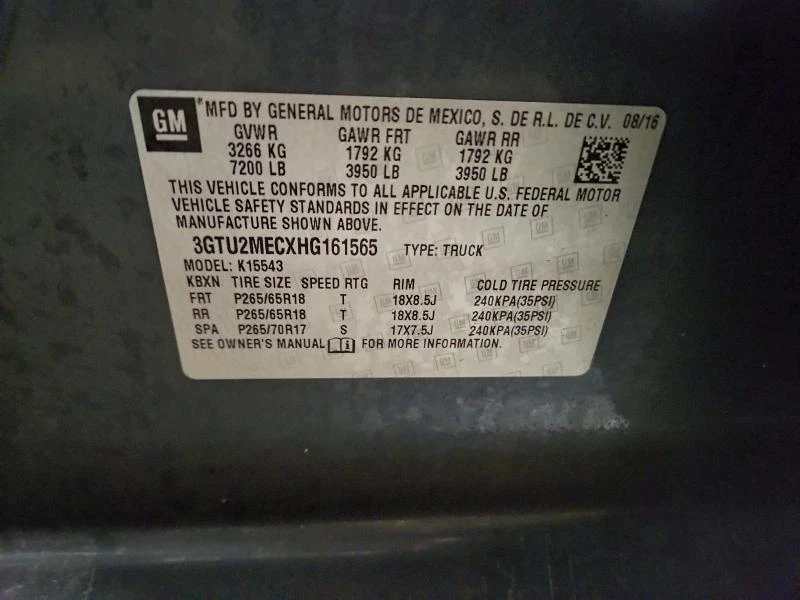 GM *MFD BY GENERAL MOTORS DE MEXICO, S. DE R.L. DE C.V. 08/16
GVWR GAWR FRT GAWR RR
3266 KG 1792 KG 1792 KG
7200 LB 3950 LB 3950 LB
THIS VEHICLE CONFORMS TO ALL APPLICABLE U.S. FEDERAL MOTOR
VEHICLE SAFETY STANDARDS IN EFFECT ON THE DATE OF
MANUFACTURE SHOWN ABOVE.
3GTU2MECXHG161565 TYPE: TRUCK
MODEL: K15543
KBXN TIRE SIZE SPEED RTG RIM COLD TIRE PRESSURE
FRT P265/65R18 T 18X8.5J 240KPA(35PSI)
RR P265/65R18 T 18X8.5J 240KPA(35PSI)
SPA P265/70R17 S 17X7.5J 240KPA(35PSI)
SEE OWNER'S MANUAL FOR MORE INFORMATION.